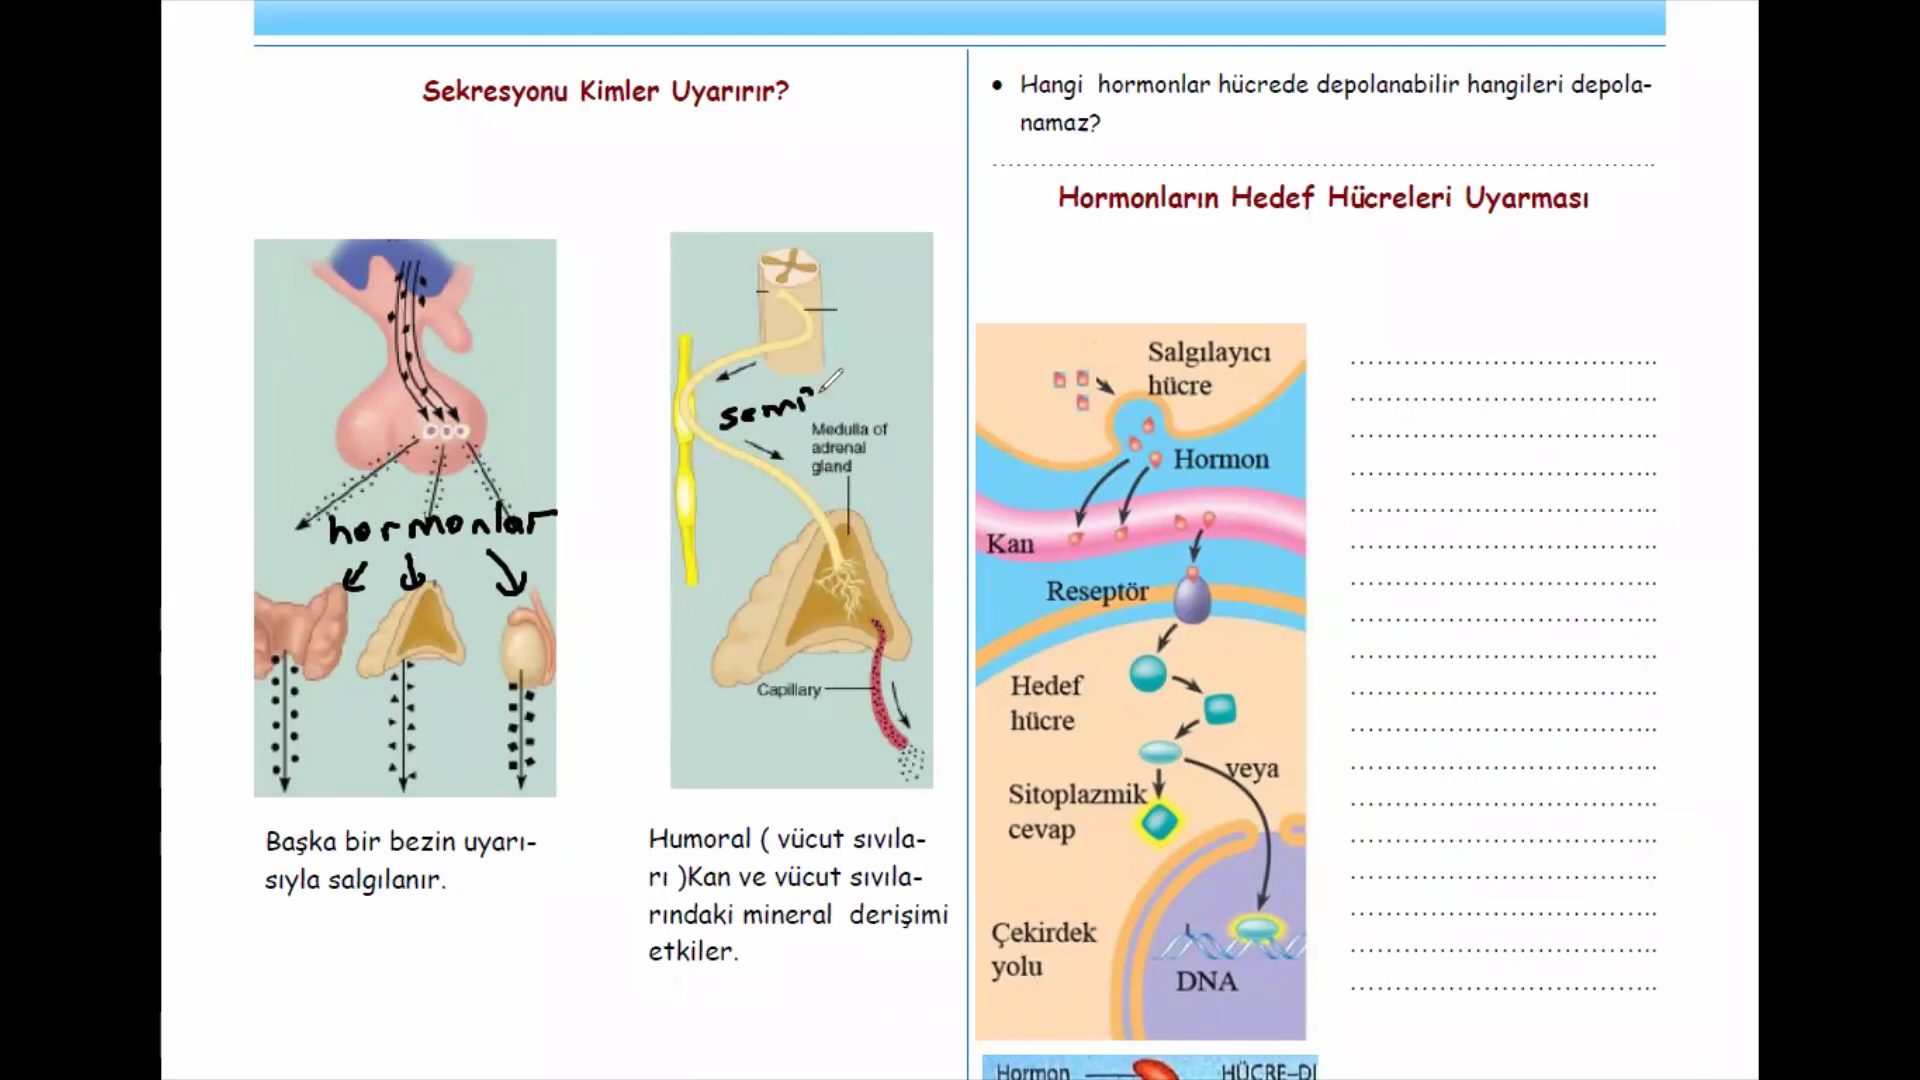 Sekresyonu Kimler Uyarırır?
hormonlar
semi
Medulla of
adrenal
gland
Capillary
Başka bir bezin uyarı-
sıyla salgılanır.
Humoral ( vücut sıvıla-
rı )Kan ve vücut sıvıla-
rındaki mineral derişimi
etkiler.
• Hangi hormonlar hücrede depolanabilir hangileri depola-
namaz?
Hormonların Hedef Hücreleri Uyarması
Salgılayıcı
hücre
Hormon
Kan
Reseptör
Hedef
hücre
veya
Sitoplazmik
cevap
Çekirdek
yolu
DNA
Hormon
HÜCRE-DI